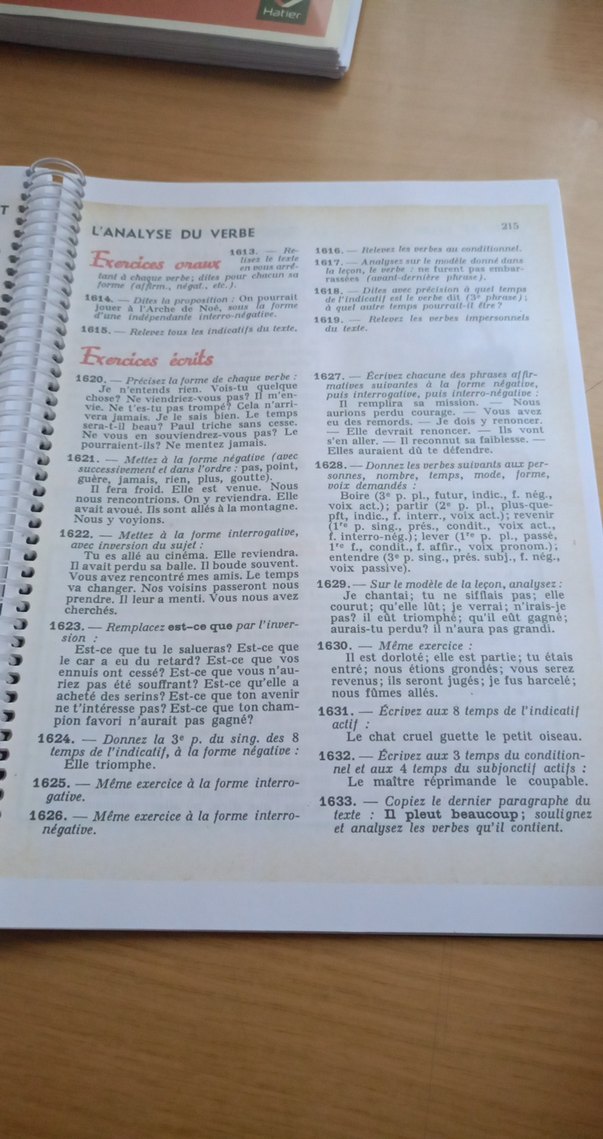 Hatier
T
L'ANALYSE DU VERBE
215
Exercices oraux
1613. — Re-
lisez le texte
en vous arrê-
tant à chaque verbe; dites pour chacun sa
forme (affirm., négat., etc.).
1614. — Dites la proposition : On pourrait
jouer à l'Arche de Noé, sous la forme
d'une indépendante interro-négative.
1615. — Relevez tous les indicatifs du texte.
1616. — Relevez les verbes au conditionnel.
1617. — Analyses sur le modèle donné dans
la leçon, le verbe : ne furent pas embar-
rassées (avant-dernière phrase).
1618. — Dites avec précision à quel temps
de l'indicatif est le verbe dit (3e phrase);
à quel autre temps pourrait-il être?
1619. — Relevez les verbes impersonnels
du texte.
Exercices écrits
1620. — Précisez la forme de chaque verbe :
Je n'entends rien. Vois-tu quelque
chose? Ne viendriez-vous pas? Il m'en-
vie. Ne t'es-tu pas trompé? Cela n'arri-
vera jamais. Je le sais bien. Le temps
sera-t-il beau? Paul triche sans cesse.
Ne vous en souviendrez-vous pas? Le
pourraient-ils? Ne mentez jamais.
1621. — Mettez à la forme négative (avec
successivement et dans l'ordre : pas, point,
guère, jamais, rien, plus, goutte).
Il fera froid. Elle est venue. Nous
nous rencontrions. On y reviendra. Elle
avait avoué. Ils sont allés à la montagne.
Nous y voyions.
1622. — Mettez à la forme interrogative,
avec inversion du sujet :
Tu es allé au cinéma. Elle reviendra.
Il avait perdu sa balle. Il boude souvent.
Vous avez rencontré mes amis. Le temps
va changer. Nos voisins passeront nous
prendre. Il leur a menti. Vous nous avez
cherchés.
1623. — Remplacez est-ce que par l'inver-
sion :
Est-ce que tu le salueras? Est-ce que
le car a eu du retard? Est-ce que vos
ennuis ont cessé? Est-ce que vous n'au-
riez pas été souffrant? Est-ce qu'elle a
acheté des serins? Est-ce que ton avenir
ne t'intéresse pas? Est-ce que ton cham-
pion favori n'aurait pas gagné?
1624. — Donnez la 3e p. du sing. des 8
temps de l'indicatif, à la forme négative :
Elle triomphe.
1625. — Même exercice à la forme interro-
gative.
1626. — Même exercice à la forme interro-
négative.
1627. — Écrivez chacune des phrases affir-
matives suivantes à la forme négative,
puis interrogative, puis interro-négative :
Il remplira sa mission. — Nous
aurions perdu courage. — Vous avez
eu des remords. — Je dois y renoncer.
— Elle devrait renoncer. — Ils vont
s'en aller. — Il reconnut sa faiblesse. —
Elles auraient dû te défendre.
1628. — Donnez les verbes suivants aux per-
sonnes, nombre, temps, mode, forme,
voix demandés :
Boire (3e p. pl., futur, indic., f. nég.,
voix act.); partir (2e p. pl., plus-que-
pft, indic., f. interr., voix act.); revenir
(1re p. sing., prés., condit., voix act.,
f. interro-nég.); lever (1re p. pl., passé,
1re f., condit., f. affir., voix pronom.);
entendre (3e p. sing., prés. subj., f. nég.,
voix passive).
1629. — Sur le modèle de la leçon, analysez :
Je chantai; tu ne sifflais pas; elle
courut; qu'elle lût; je verrai; n'irais-je
pas? il eût triomphé; qu'il eût gagné;
aurais-tu perdu? il n'aura pas grandi.
1630. — Même exercice :
Il est dorloté; elle est partie; tu étais
entré; nous étions grondés; vous serez
revenus; ils seront jugés; je fus harcelé;
nous fûmes allés.
1631. — Écrivez aux 8 temps de l'indicatif
actif :
Le chat cruel guette le petit oiseau.
1632. — Écrivez aux 3 temps du condition-
nel et aux 4 temps du subjonctif actifs :
Le maître réprimande le coupable.
1633. — Copiez le dernier paragraphe du
texte : Il pleut beaucoup; soulignez
et analysez les verbes qu'il contient.